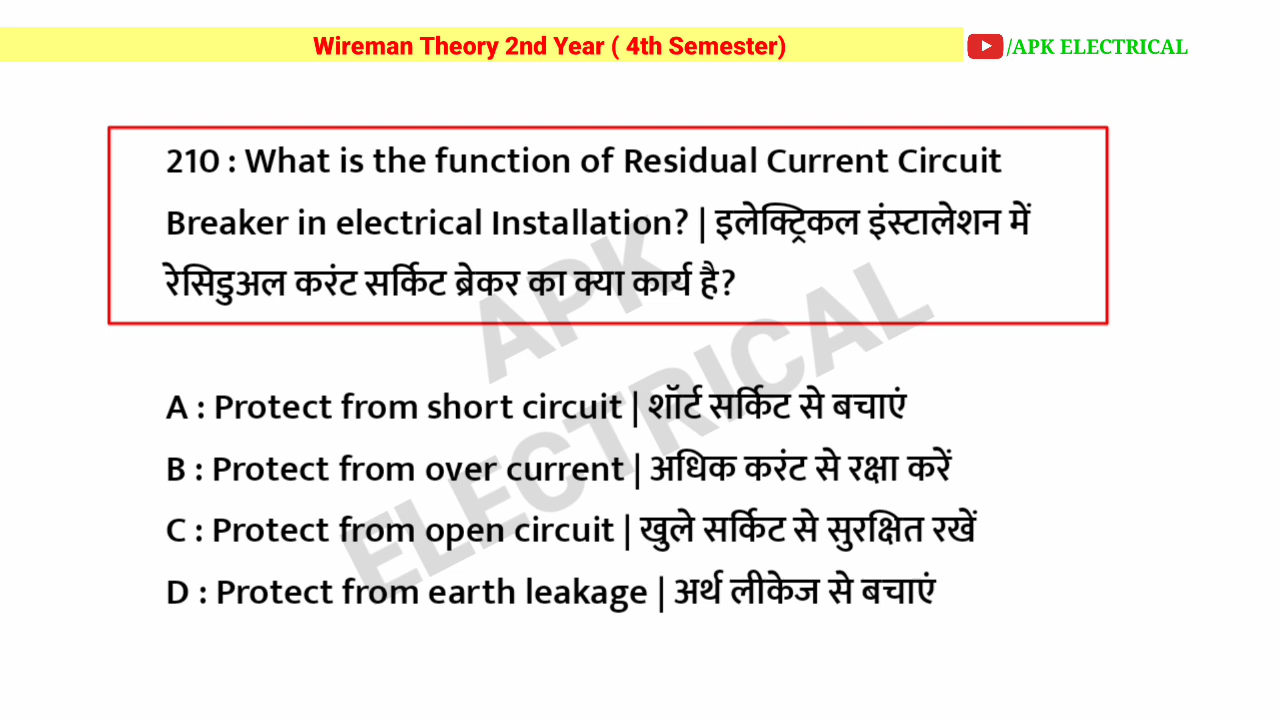 Wireman Theory 2nd Year ( 4th Semester)
/APK ELECTRICAL
210 : What is the function of Residual Current Circuit
Breaker in electrical Installation? | इलेक्ट्रिकल इंस्टालेशन में
रेसिडुअल करंट सर्किट ब्रेकर का क्या कार्य है?
APK
ELECTRICAL
A : Protect from short circuit | शॉर्ट सर्किट से बचाएं
B : Protect from over current | अधिक करंट से रक्षा करें
C : Protect from open circuit | खुले सर्किट से सुरक्षित रखें
D : Protect from earth leakage | अर्थ लीकेज से बचाएं